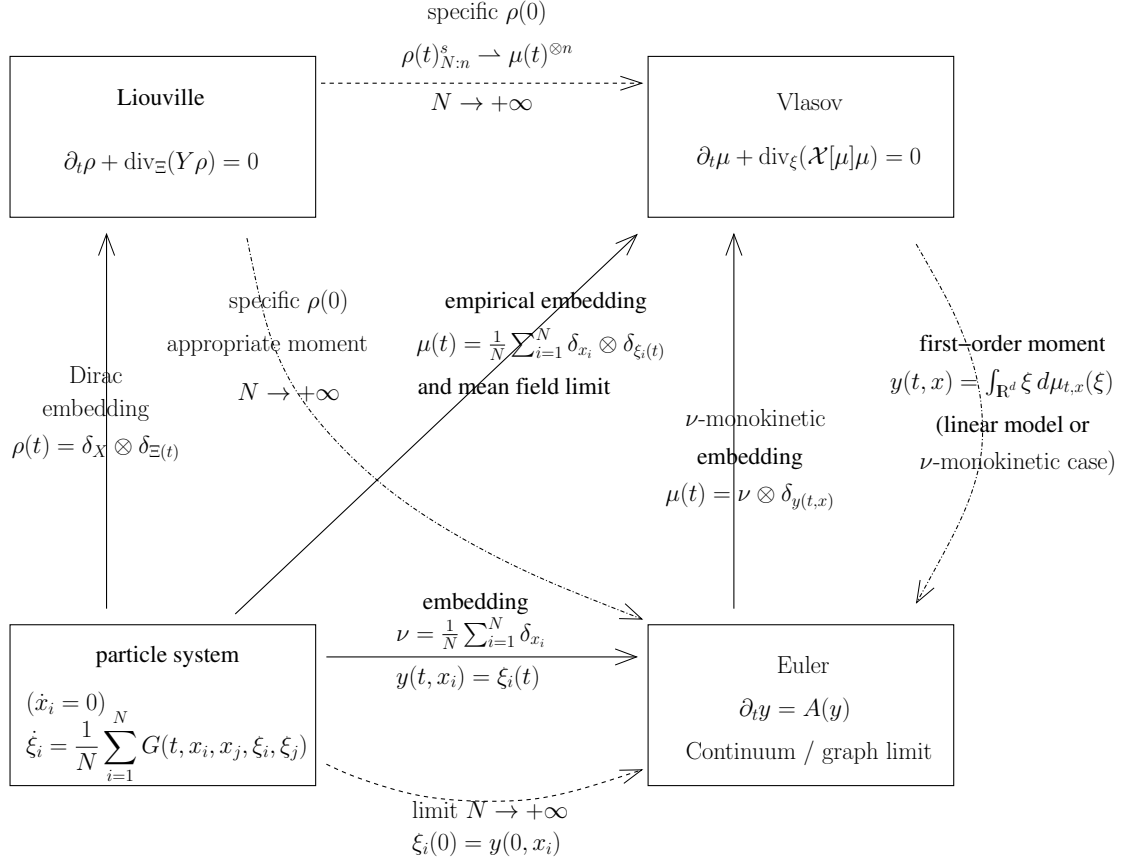 specific ρ(0)
ρ(t)^s_{N:n} ⇀ μ(t)^{⊗n}
N → +∞
Liouville
∂_tρ + div_Ξ(Yρ) = 0
Vlasov
∂_tμ + div_ξ(𝒳[μ]μ) = 0
Dirac
embedding
ρ(t) = δ_X ⊗ δ_{Ξ(t)}
specific ρ(0)
appropriate moment
N → +∞
empirical embedding
μ(t) = \frac{1}{N} ∑_{i=1}^N δ_{x_i} ⊗ δ_{ξ_i(t)}
and mean field limit
ν-monokinetic
embedding
μ(t) = ν ⊗ δ_{y(t,x)}
first−order moment
y(t, x) = ∫_{ℝ^d} ξ dμ_{t,x}(ξ)
(linear model or
ν-monokinetic case)
particle system
(ẋ_i = 0)
ξ̇_i = \frac{1}{N} ∑_{i=1}^N G(t, x_i, x_j, ξ_i, ξ_j)
embedding
ν = \frac{1}{N} ∑_{i=1}^N δ_{x_i}
y(t, x_i) = ξ_i(t)
Euler
∂_ty = A(y)
Continuum / graph limit
limit N → +∞
ξ_i(0) = y(0, x_i)